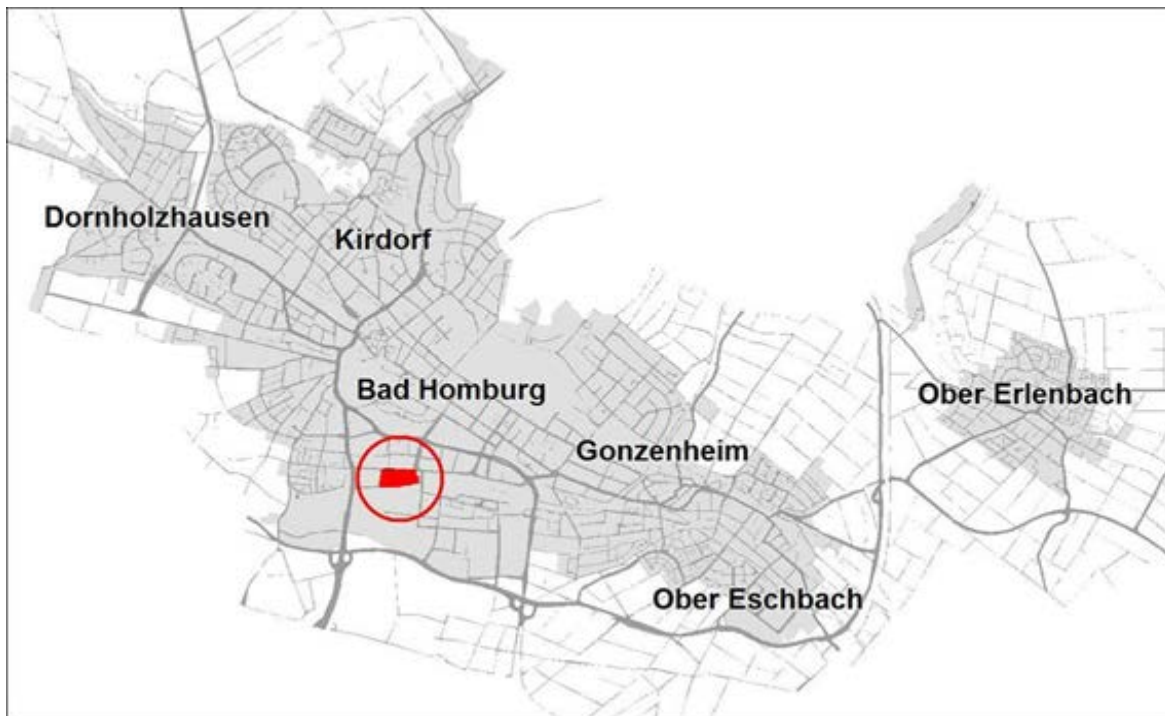 Dornholzhausen
Kirdorf
Bad Homburg
Ober Erlenbach
Gonzenheim
Ober Eschbach